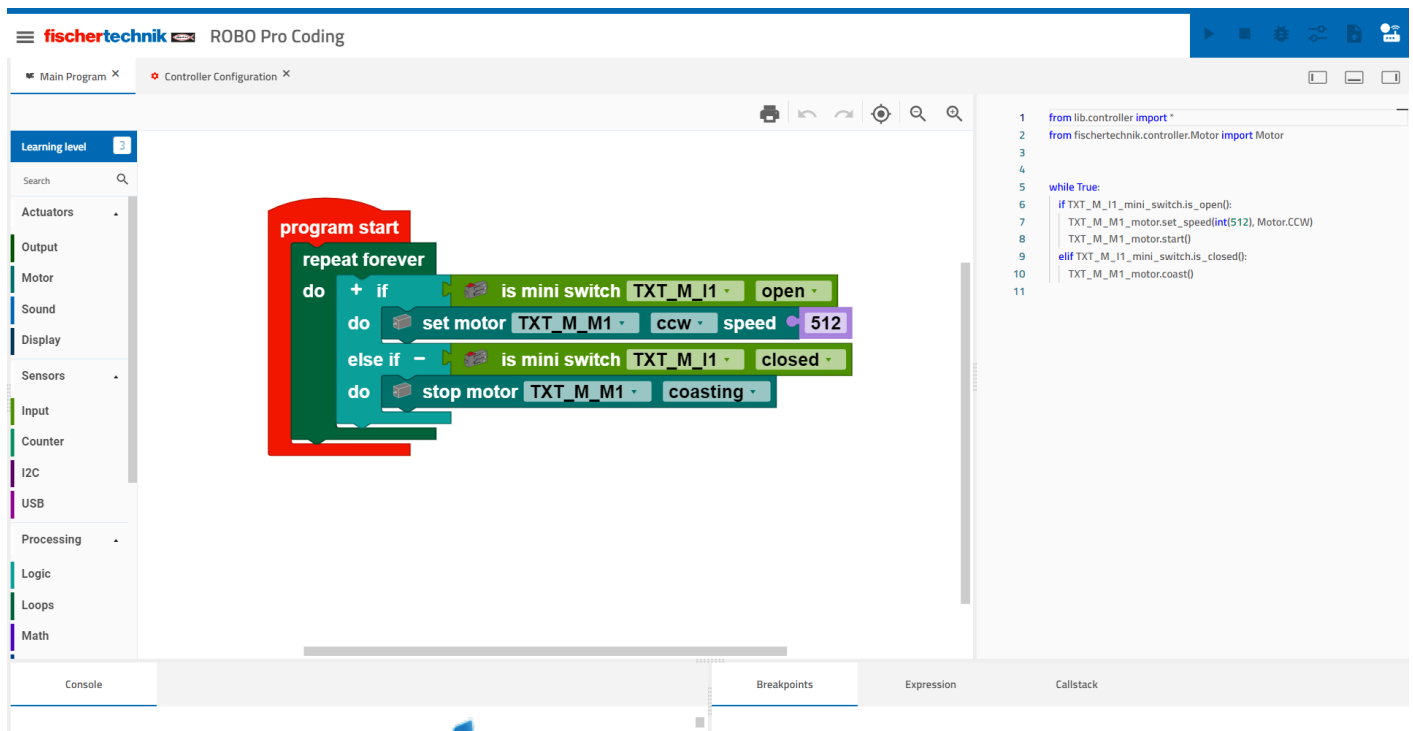 fischertechnik ROBO Pro Coding
Main Program ×
Controller Configuration ×
Learning level 3
Search
Actuators
Output
Motor
Sound
Display
Sensors
Input
Counter
I2C
USB
Processing
Logic
Loops
Math
program start
repeat forever
do + if is mini switch TXT_M_I1 open
do set motor TXT_M_M1 ccw speed 512
else if − is mini switch TXT_M_I1 closed
do stop motor TXT_M_M1 coasting
1 from lib.controller import *
2 from fischertechnik.controller.Motor import Motor
3
4
5 while True:
6 if TXT_M_I1_mini_switch.is_open():
7 TXT_M_M1_motor.set_speed(int(512), Motor.CCW)
8 TXT_M_M1_motor.start()
9 elif TXT_M_I1_mini_switch.is_closed():
10 TXT_M_M1_motor.coast()
11
Console
Breakpoints Expression Callstack